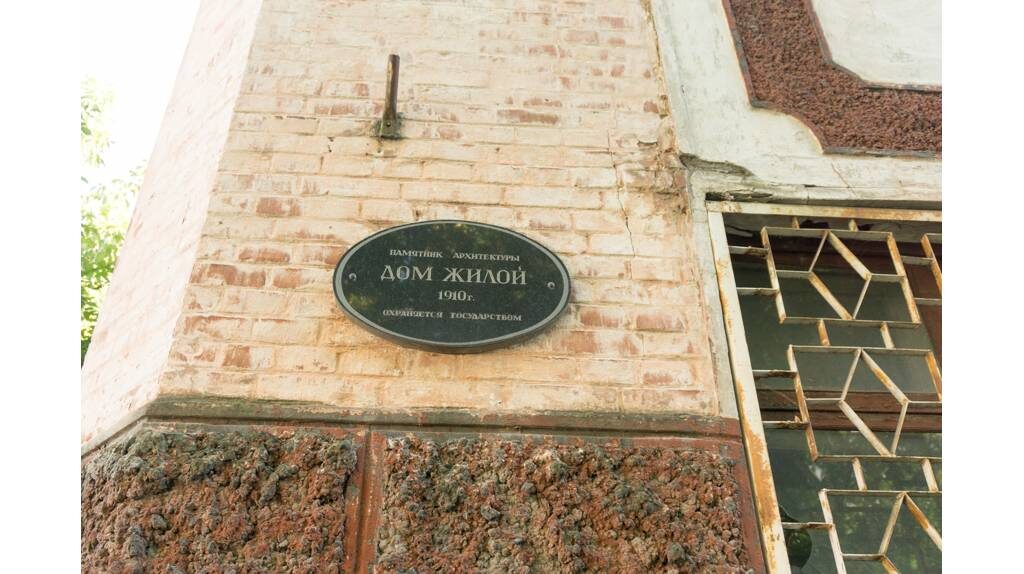 ПАМЯТНИК АРХИТЕКТУРЫ
ДОМ ЖИЛОЙ
1910г.
ОХРАНЯЕТСЯ ГОСУДАРСТВОМ